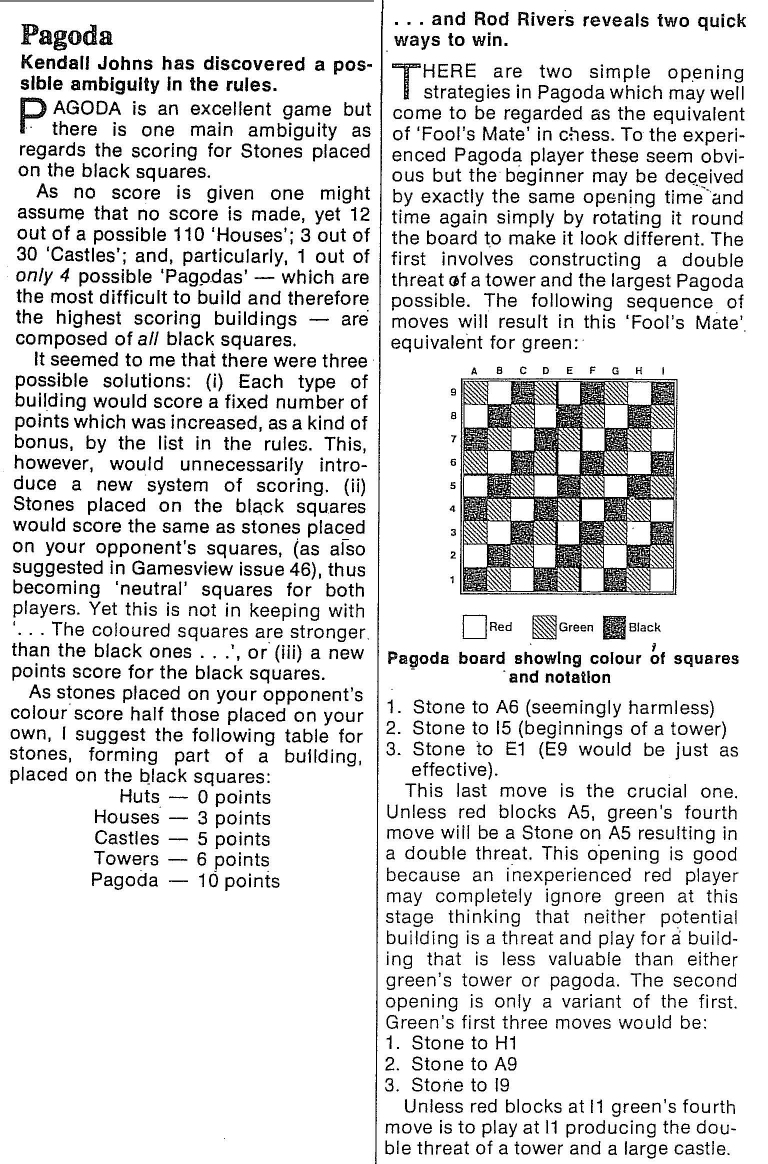 Pagoda
Kendall Johns has discovered a pos-
sible ambiguity in the rules.
PAGODA is an excellent game but
there is one main ambiguity as
regards the scoring for Stones placed
on the black squares.
As no score is given one might
assume that no score is made, yet 12
out of a possible 110 'Houses'; 3 out of
30 'Castles'; and, particularly, 1 out of
only 4 possible 'Pagodas' — which are
the most difficult to build and therefore
the highest scoring buildings — are
composed of all black squares.
It seemed to me that there were three
possible solutions: (i) Each type of
building would score a fixed number of
points which was increased, as a kind of
bonus, by the list in the rules. This,
however, would unnecessarily intro-
duce a new system of scoring. (ii)
Stones placed on the black squares
would score the same as stones placed
on your opponent's squares, (as also
suggested in Gamesview issue 46), thus
becoming 'neutral' squares for both
players. Yet this is not in keeping with
'... The coloured squares are stronger
than the black ones ...', or (iii) a new
points score for the black squares.
As stones placed on your opponent's
colour score half those placed on your
own, I suggest the following table for
stones, forming part of a building,
placed on the black squares:
Huts — 0 points
Houses — 3 points
Castles — 5 points
Towers — 6 points
Pagoda — 10 points
... and Rod Rivers reveals two quick
ways to win.
THERE are two simple opening
strategies in Pagoda which may well
come to be regarded as the equivalent
of 'Fool's Mate' in chess. To the experi-
enced Pagoda player these seem obvi-
ous but the beginner may be deceived
by exactly the same opening time and
time again simply by rotating it round
the board to make it look different. The
first involves constructing a double
threat of a tower and the largest Pagoda
possible. The following sequence of
moves will result in this 'Fool's Mate'
equivalent for green:
A B C D E F G H I
9
8
7
6
5
4
3
2
1
Red Green Black
Pagoda board showing colour of squares
and notation
1. Stone to A6 (seemingly harmless)
2. Stone to I5 (beginnings of a tower)
3. Stone to E1 (E9 would be just as
effective).
This last move is the crucial one.
Unless red blocks A5, green's fourth
move will be a Stone on A5 resulting in
a double threat. This opening is good
because an inexperienced red player
may completely ignore green at this
stage thinking that neither potential
building is a threat and play for a build-
ing that is less valuable than either
green's tower or pagoda. The second
opening is only a variant of the first.
Green's first three moves would be:
1. Stone to H1
2. Stone to A9
3. Stone to I9
Unless red blocks at I1 green's fourth
move is to play at I1 producing the dou-
ble threat of a tower and a large castle.